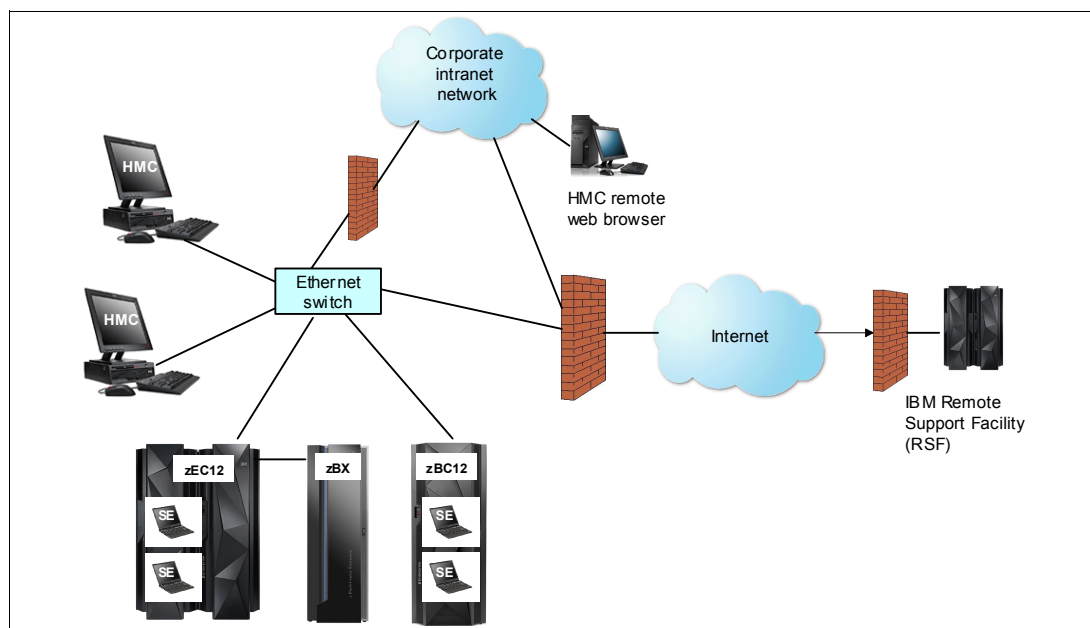 Corporate
intranet
network
HMC
HMC remote
web browser
Ethernet
switch
HMC
Internet
IBM Remote
Support Facility
(RSF)
zEC12
zBX
zBC12
SE
SE
SE
SE